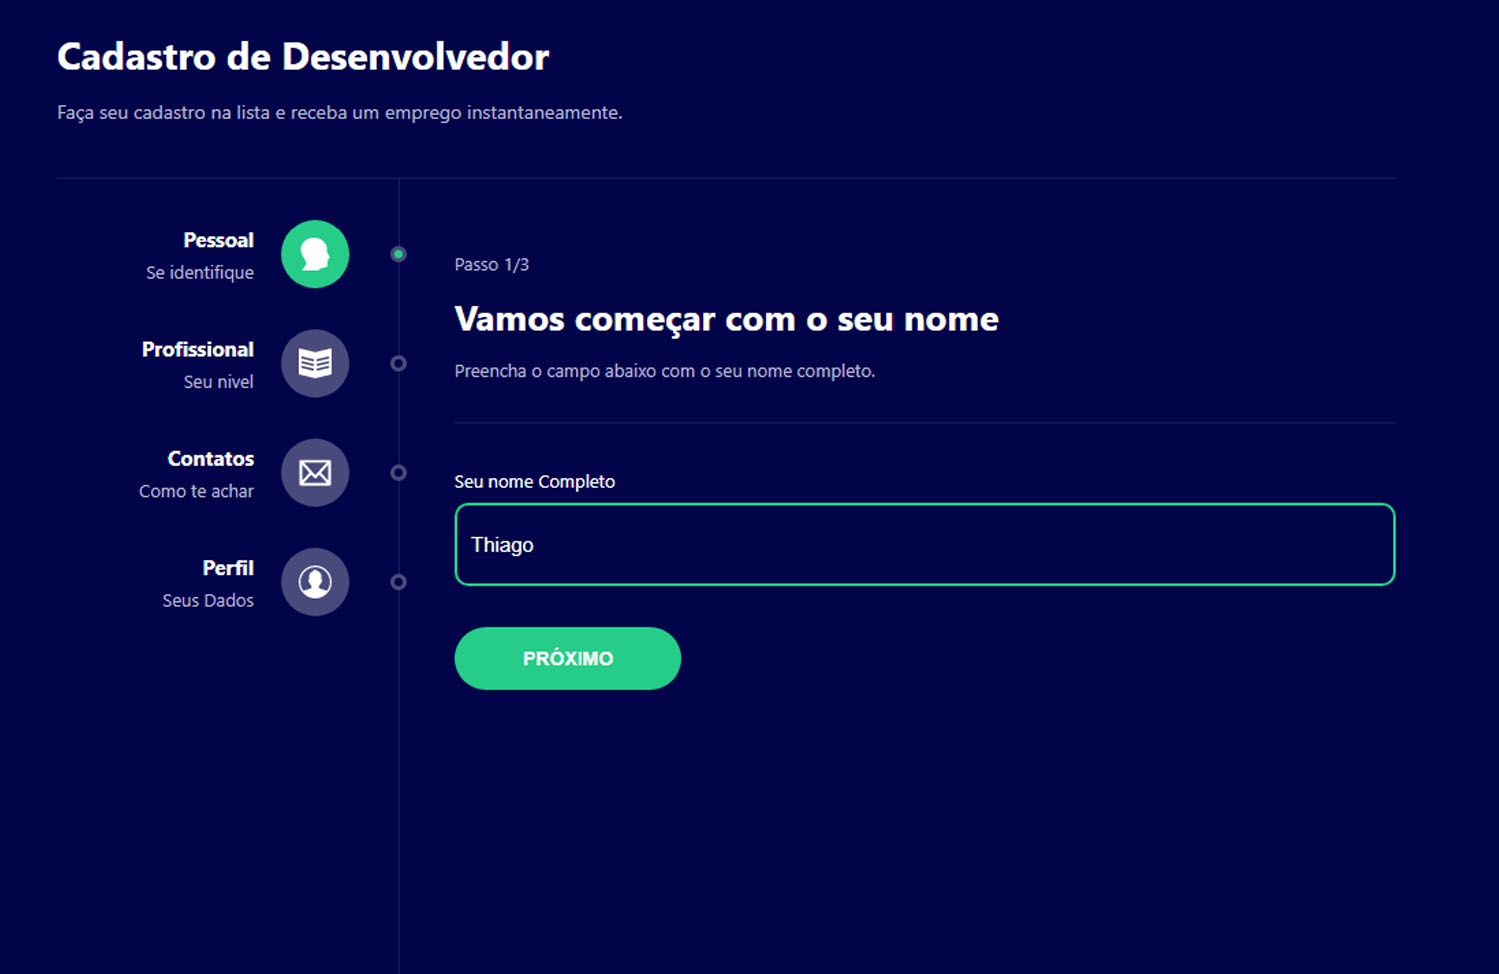 Cadastro de Desenvolvedor
Faça seu cadastro na lista e receba um emprego instantaneamente.
Pessoal
Se identifique
Profissional
Seu nivel
Contatos
Como te achar
Perfil
Seus Dados
Passo 1/3
Vamos começar com o seu nome
Preencha o campo abaixo com o seu nome completo.
Seu nome Completo
Thiago
PRÓXIMO